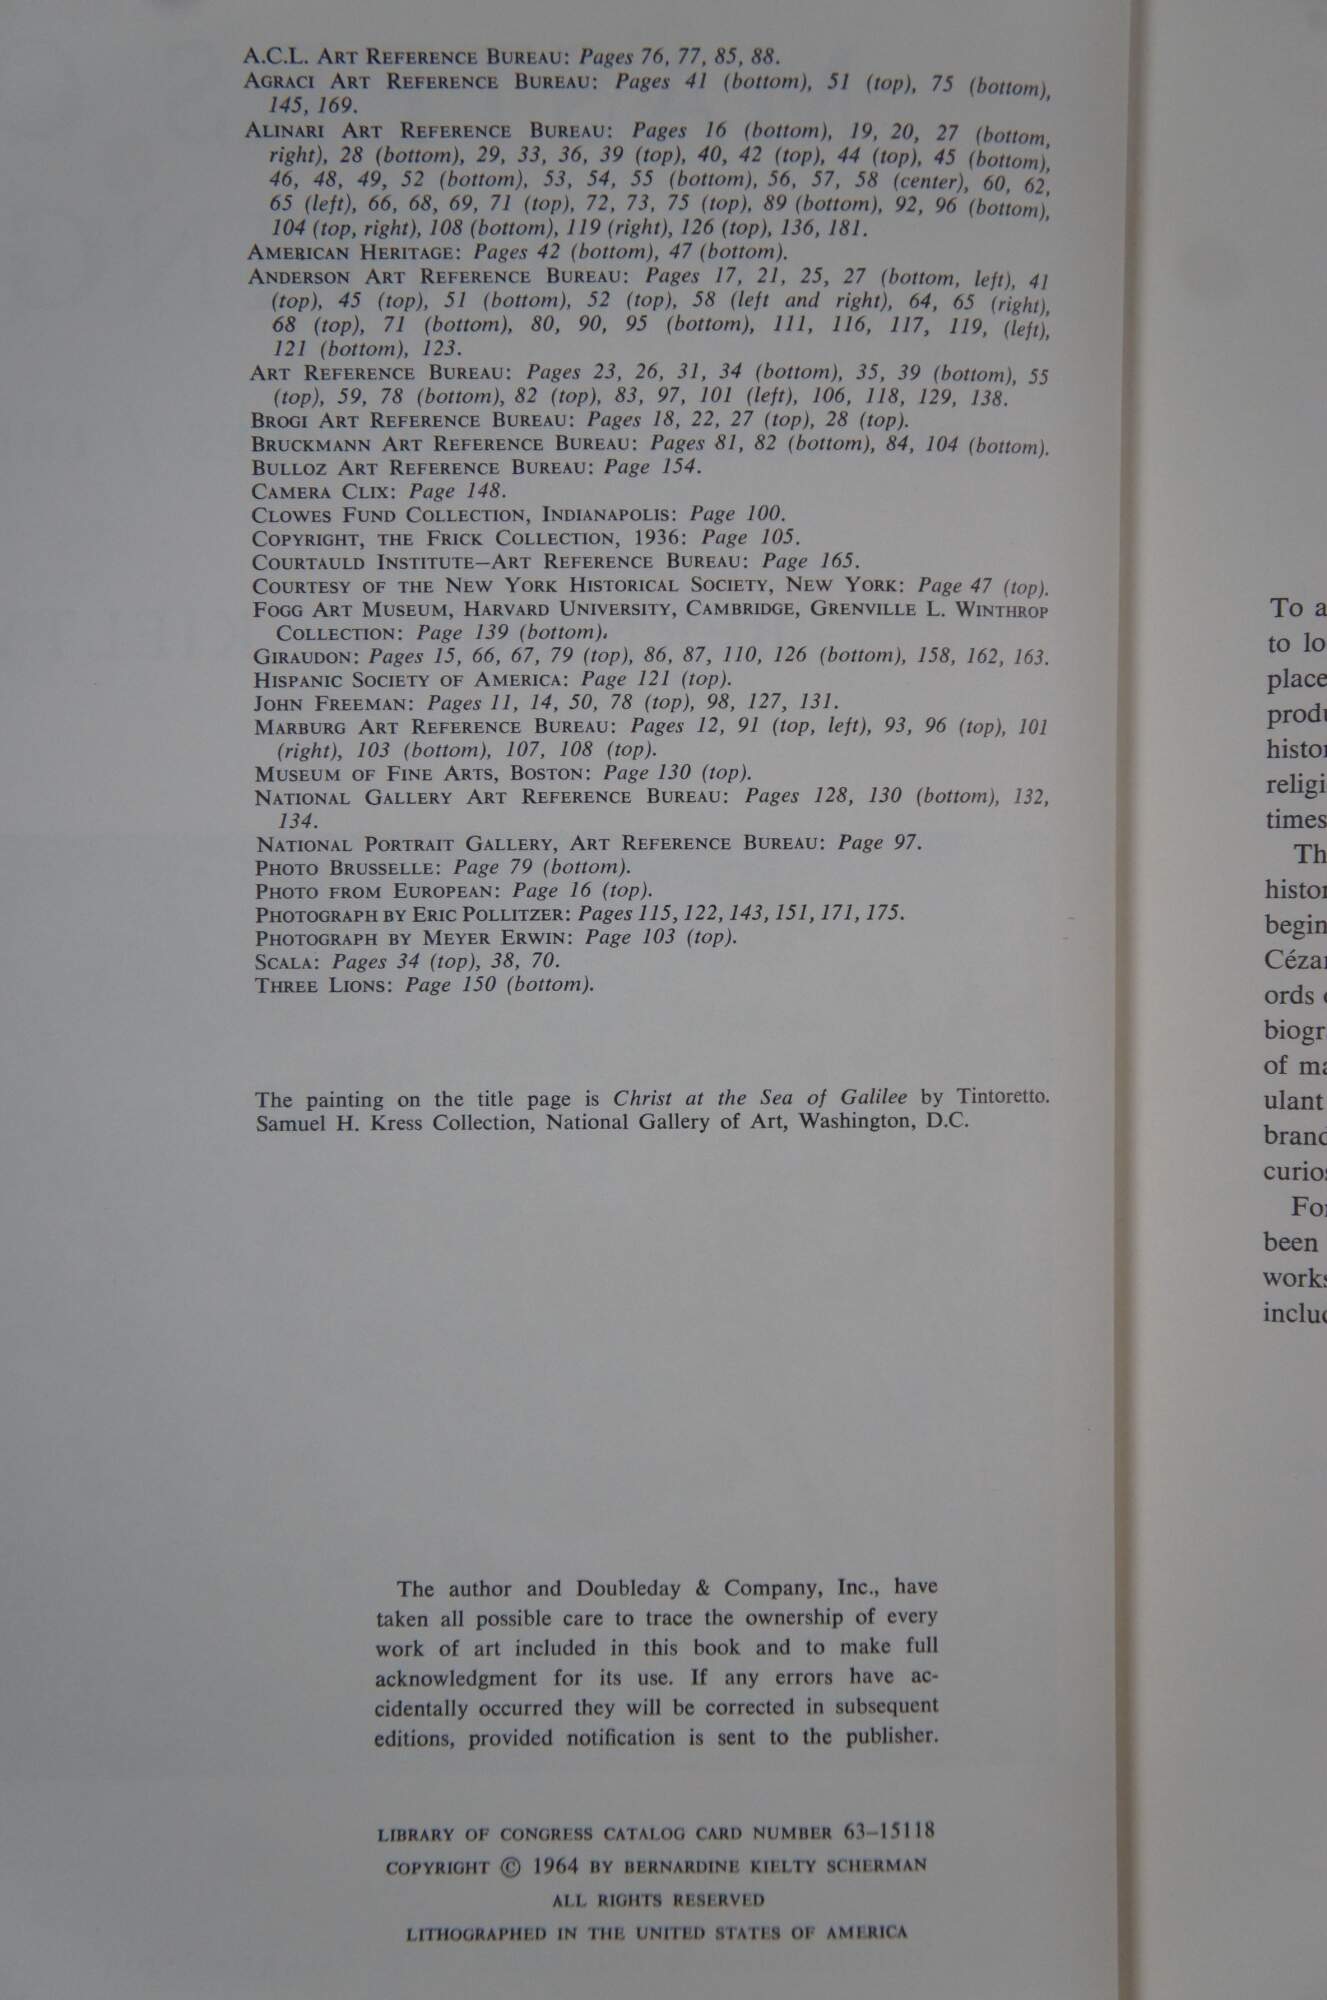 A.C.L. ART REFERENCE BUREAU: Pages 76, 77, 85, 88.
AGRACI ART REFERENCE BUREAU: Pages 41 (bottom), 51 (top), 75 (bottom),
145, 169.
ALINARI ART REFERENCE BUREAU: Pages 16 (bottom), 19, 20, 27 (bottom,
right), 28 (bottom), 29, 33, 36, 39 (top), 40, 42 (top), 44 (top), 45 (bottom),
46, 48, 49, 52 (bottom), 53, 54, 55 (bottom), 56, 57, 58 (center), 60, 62,
65 (left), 66, 68, 69, 71 (top), 72, 73, 75 (top), 89 (bottom), 92, 96 (bottom),
104 (top, right), 108 (bottom), 119 (right), 126 (top), 136, 181.
AMERICAN HERITAGE: Pages 42 (bottom), 47 (bottom).
ANDERSON ART REFERENCE BUREAU: Pages 17, 21, 25, 27 (bottom, left), 41
(top), 45 (top), 51 (bottom), 52 (top), 58 (left and right), 64, 65 (right),
68 (top), 71 (bottom), 80, 90, 95 (bottom), 111, 116, 117, 119, (left),
121 (bottom), 123.
ART REFERENCE BUREAU: Pages 23, 26, 31, 34 (bottom), 35, 39 (bottom), 55
(top), 59, 78 (bottom), 82 (top), 83, 97, 101 (left), 106, 118, 129, 138.
BROGI ART REFERENCE BUREAU: Pages 18, 22, 27 (top), 28 (top).
BRUCKMANN ART REFERENCE BUREAU: Pages 81, 82 (bottom), 84, 104 (bottom).
BULLOZ ART REFERENCE BUREAU: Page 154.
CAMERA CLIX: Page 148.
CLOWES FUND COLLECTION, INDIANAPOLIS: Page 100.
COPYRIGHT, THE FRICK COLLECTION, 1936: Page 105.
COURTAULD INSTITUTE—ART REFERENCE BUREAU: Page 165.
COURTESY OF THE NEW YORK HISTORICAL SOCIETY, NEW YORK: Page 47 (top).
FOGG ART MUSEUM, HARVARD UNIVERSITY, CAMBRIDGE, GRENVILLE L. WINTHROP
COLLECTION: Page 139 (bottom).
GIRAUDON: Pages 15, 66, 67, 79 (top), 86, 87, 110, 126 (bottom), 158, 162, 163.
HISPANIC SOCIETY OF AMERICA: Page 121 (top).
JOHN FREEMAN: Pages 11, 14, 50, 78 (top), 98, 127, 131.
MARBURG ART REFERENCE BUREAU: Pages 12, 91 (top, left), 93, 96 (top), 101
(right), 103 (bottom), 107, 108 (top).
MUSEUM OF FINE ARTS, BOSTON: Page 130 (top).
NATIONAL GALLERY ART REFERENCE BUREAU: Pages 128, 130 (bottom), 132,
134.
NATIONAL PORTRAIT GALLERY, ART REFERENCE BUREAU: Page 97.
PHOTO BRUSSELLE: Page 79 (bottom).
PHOTO FROM EUROPEAN: Page 16 (top).
PHOTOGRAPH BY ERIC POLLITZER: Pages 115, 122, 143, 151, 171, 175.
PHOTOGRAPH BY MEYER ERWIN: Page 103 (top).
SCALA: Pages 34 (top), 38, 70.
THREE LIONS: Page 150 (bottom).
The painting on the title page is Christ at the Sea of Galilee by Tintoretto.
Samuel H. Kress Collection, National Gallery of Art, Washington, D.C.
The author and Doubleday & Company, Inc., have
taken all possible care to trace the ownership of every
work of art included in this book and to make full
acknowledgment for its use. If any errors have ac-
cidentally occurred they will be corrected in subsequent
editions, provided notification is sent to the publisher.
LIBRARY OF CONGRESS CATALOG CARD NUMBER 63–15118
COPYRIGHT © 1964 BY BERNARDINE KIELTY SCHERMAN
ALL RIGHTS RESERVED
LITHOGRAPHED IN THE UNITED STATES OF AMERICA
To a
to lo
place
histor
religi
times
Th
histor
begin
ords
biogr
of ma
ulant
curio
For
been
works